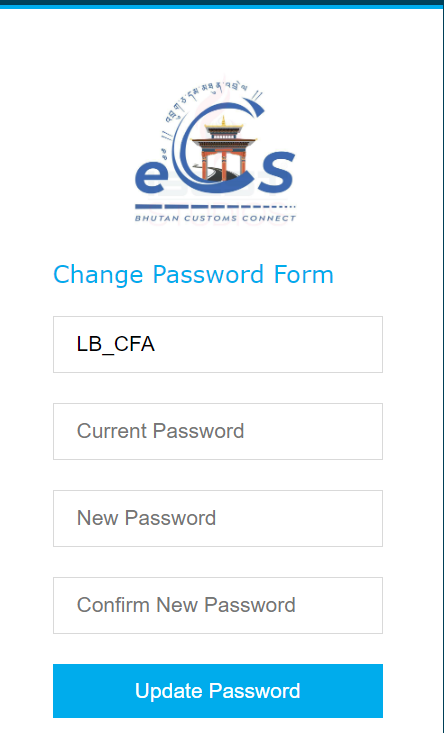 eCS
BHUTAN CUSTOMS CONNECT
Change Password Form
LB_CFA
Current Password
New Password
Confirm New Password
Update Password